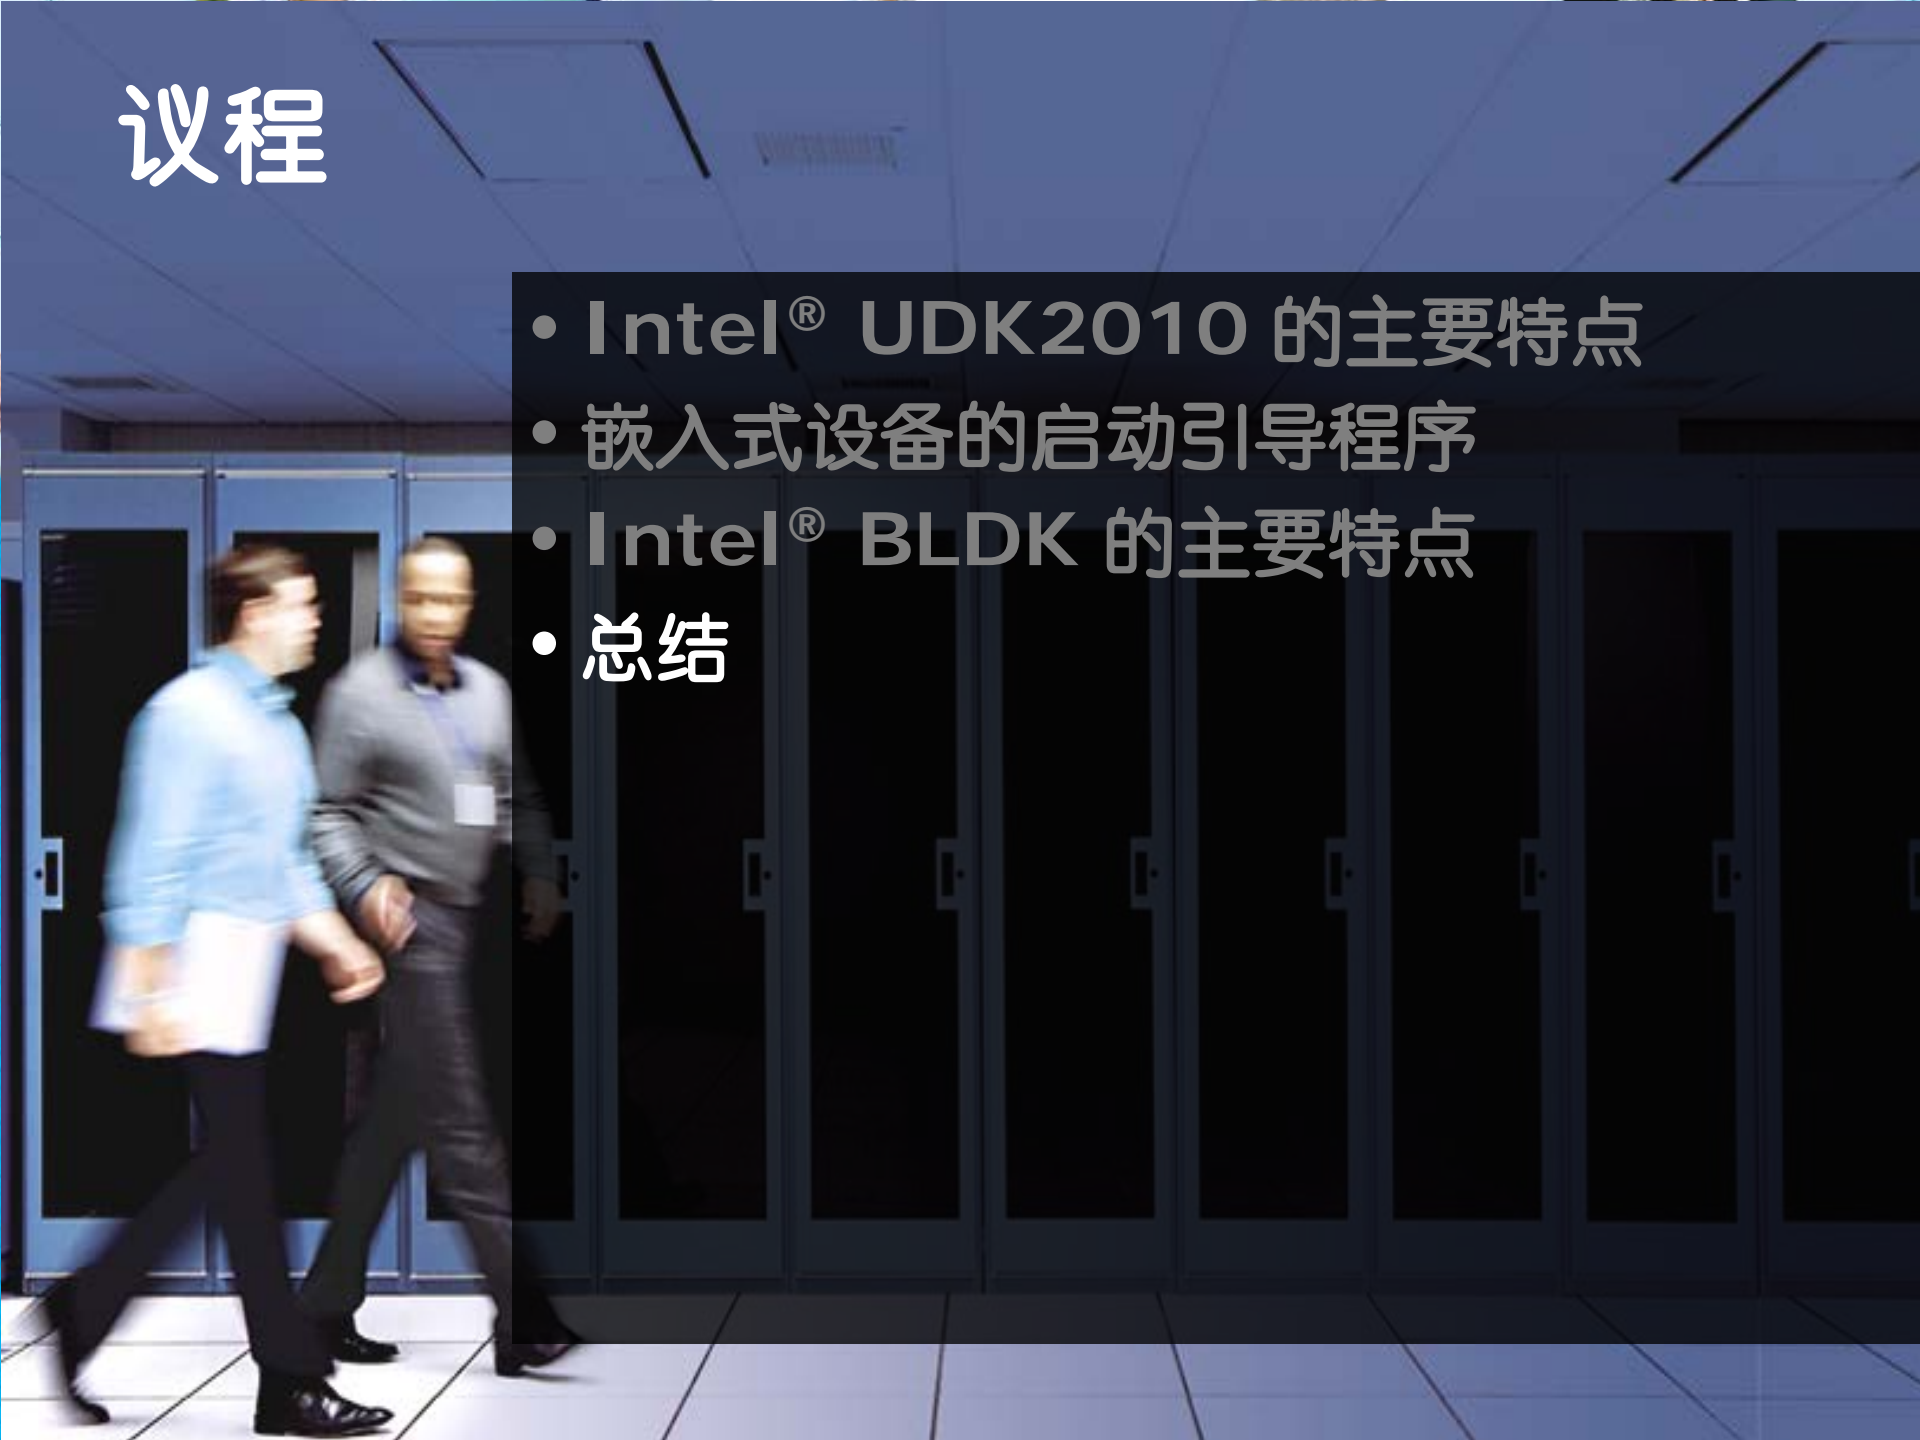 议程
• Intel® UDK2010 的主要特点
• 嵌入式设备的启动引导程序
• Intel® BLDK 的主要特点
• 总结